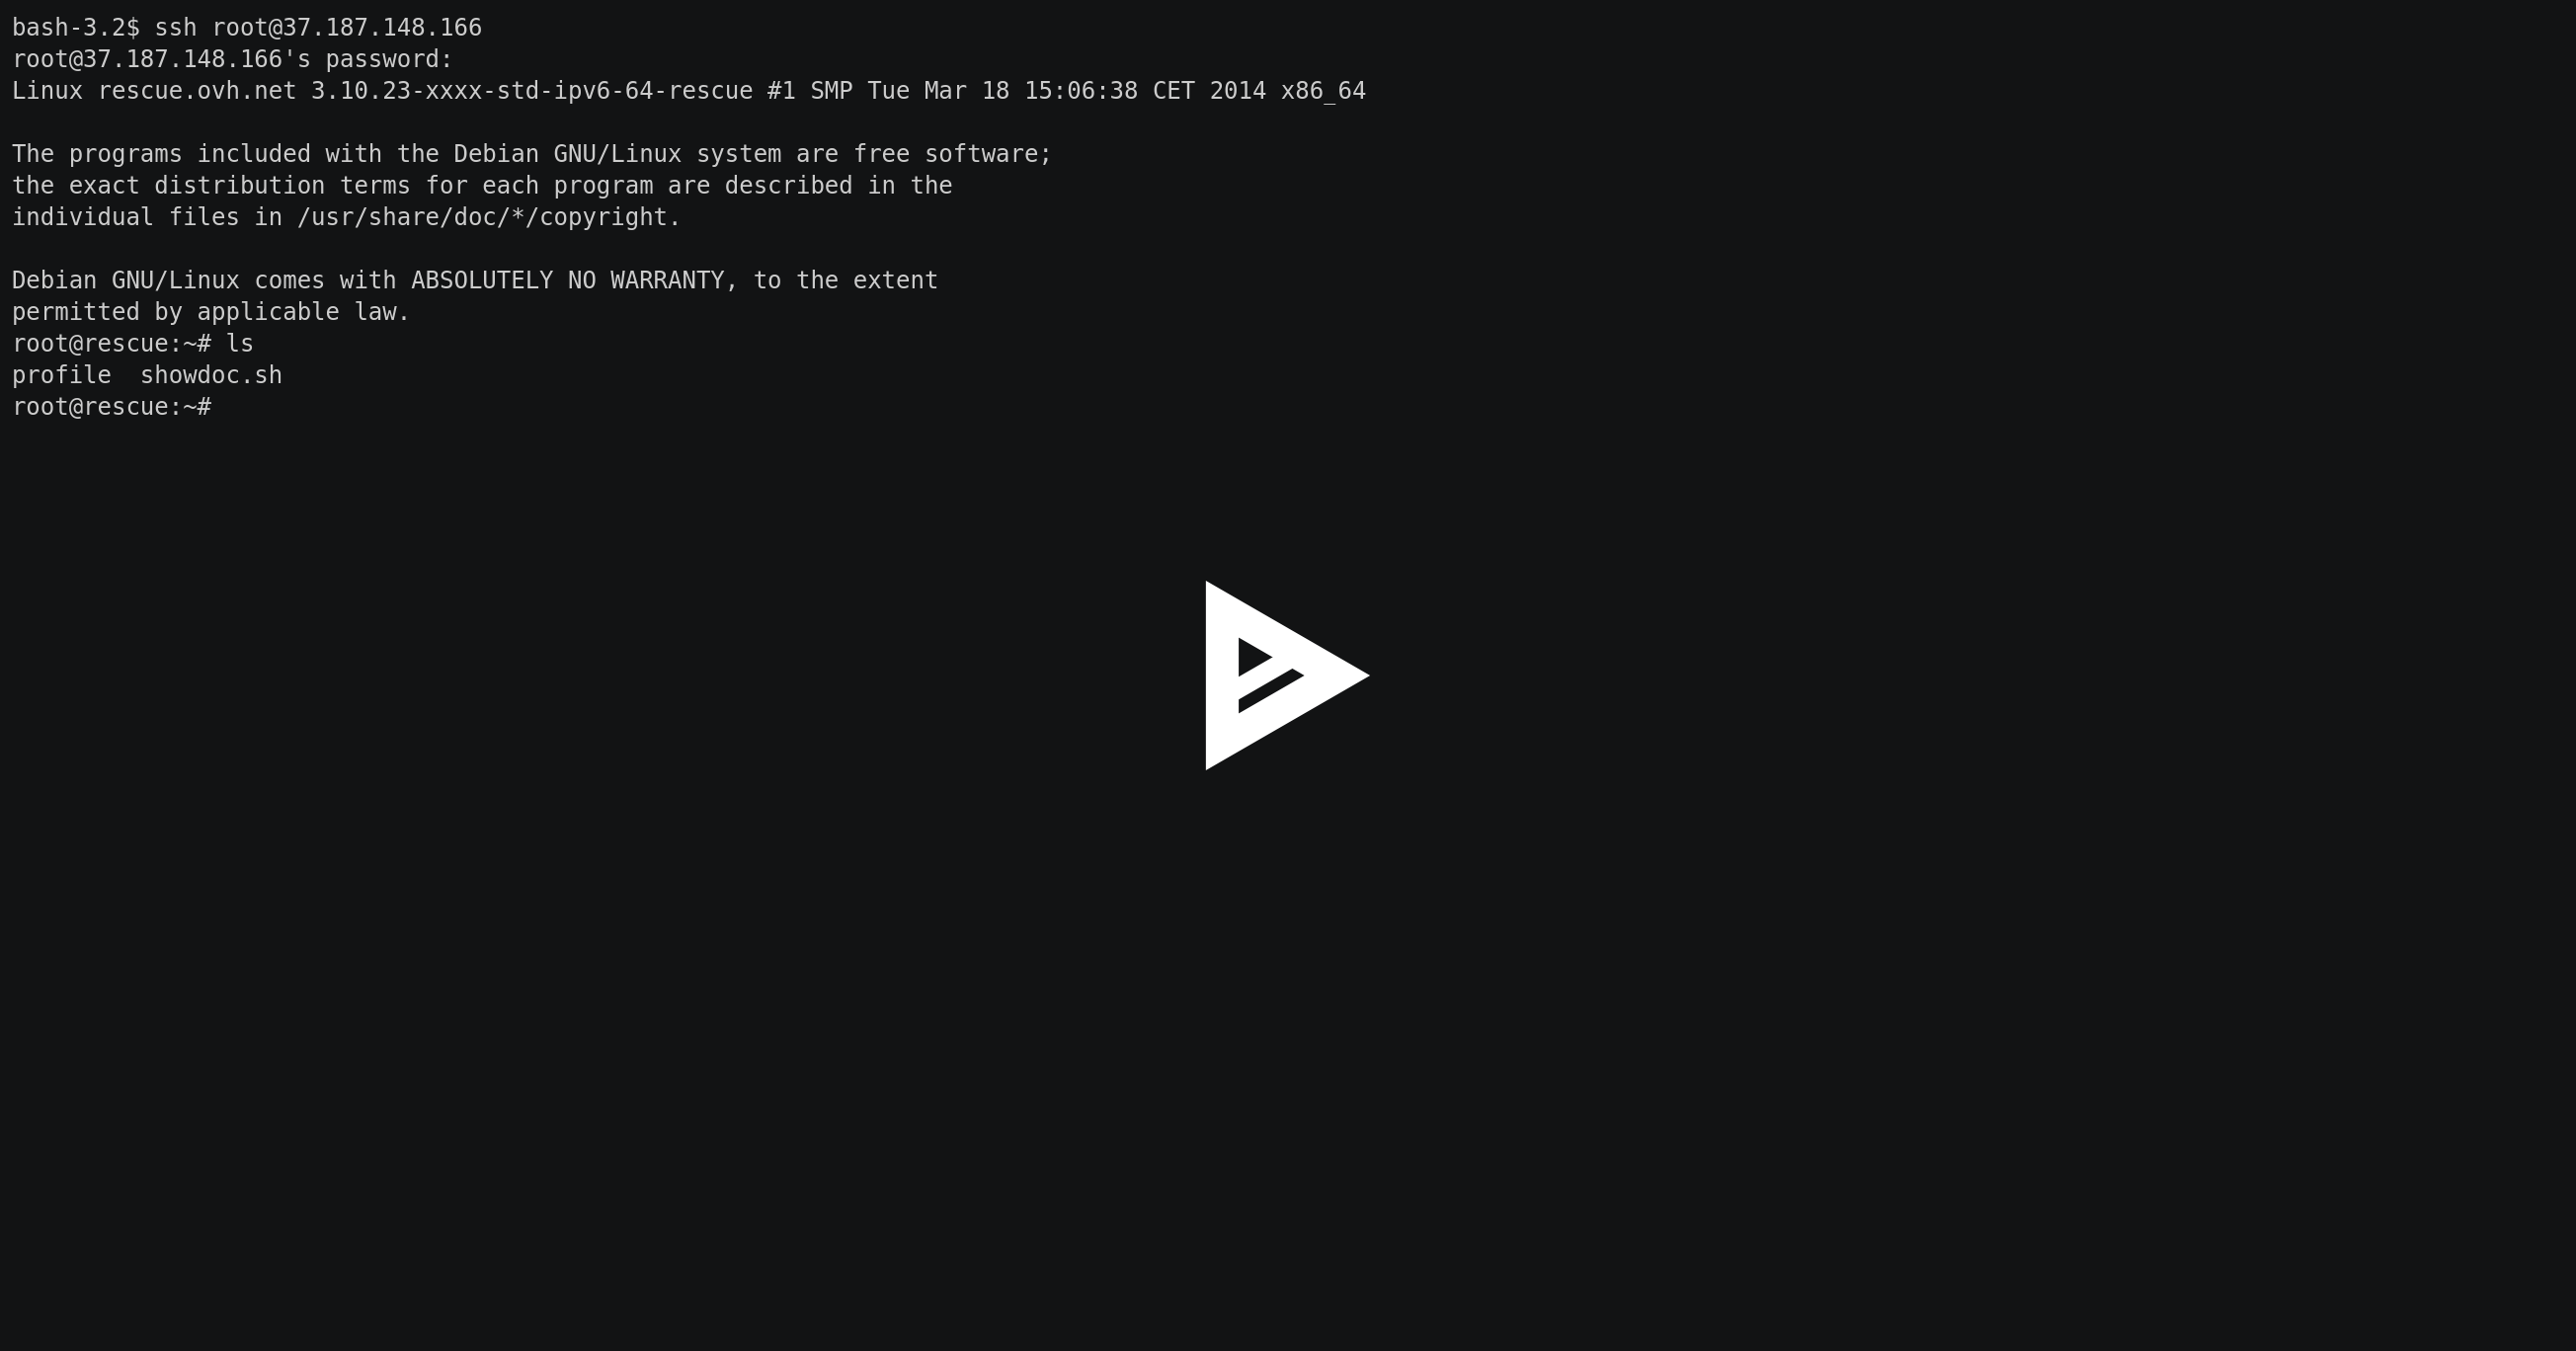 bash-3.2$ ssh root@37.187.148.166
root@37.187.148.166's password:
Linux rescue.ovh.net 3.10.23-xxxx-std-ipv6-64-rescue #1 SMP Tue Mar 18 15:06:38 CET 2014 x86_64
The programs included with the Debian GNU/Linux system are free software;
the exact distribution terms for each program are described in the
individual files in /usr/share/doc/*/copyright.
Debian GNU/Linux comes with ABSOLUTELY NO WARRANTY, to the extent
permitted by applicable law.
root@rescue:~# ls
profile  showdoc.sh
root@rescue:~#